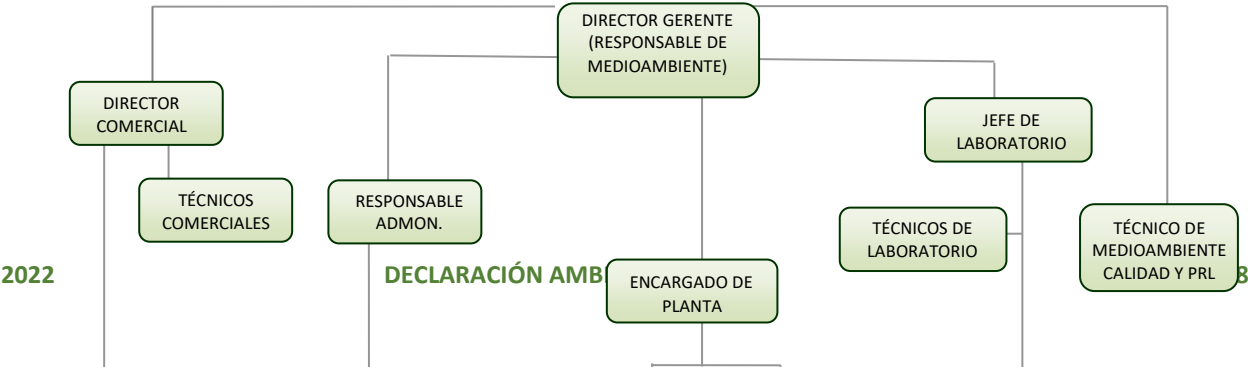 DIRECTOR GERENTE
(RESPONSABLE DE
MEDIOAMBIENTE)
DIRECTOR
COMERCIAL
JEFE DE
LABORATORIO
TÉCNICOS
COMERCIALES
RESPONSABLE
ADMON.
TÉCNICOS DE
LABORATORIO
TÉCNICO DE
MEDIOAMBIENTE
CALIDAD Y PRL
2022
DECLARACIÓN AMB
8
ENCARGADO DE
PLANTA